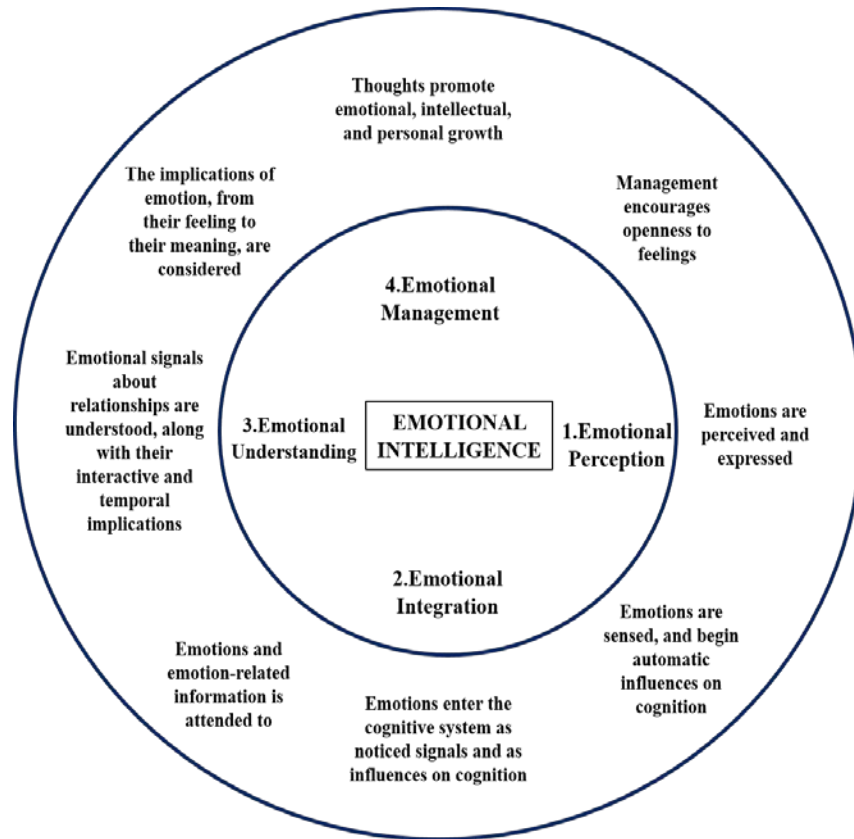 Thoughts promote
emotional, intellectual,
and personal growth
The implications of
emotion, from
their feeling to
their meaning, are
considered
Management
encourages
openness to
feelings
4.Emotional
Management
Emotional signals
about
relationships are
understood, along
with their
interactive and
temporal
implications
3.Emotional
Understanding
EMOTIONAL
INTELLIGENCE
1.Emotional
Perception
Emotions are
perceived and
expressed
2.Emotional
Integration
Emotions are
sensed, and begin
automatic
influences on
cognition
Emotions and
emotion-related
information is
attended to
Emotions enter the
cognitive system as
noticed signals and as
influences on cognition